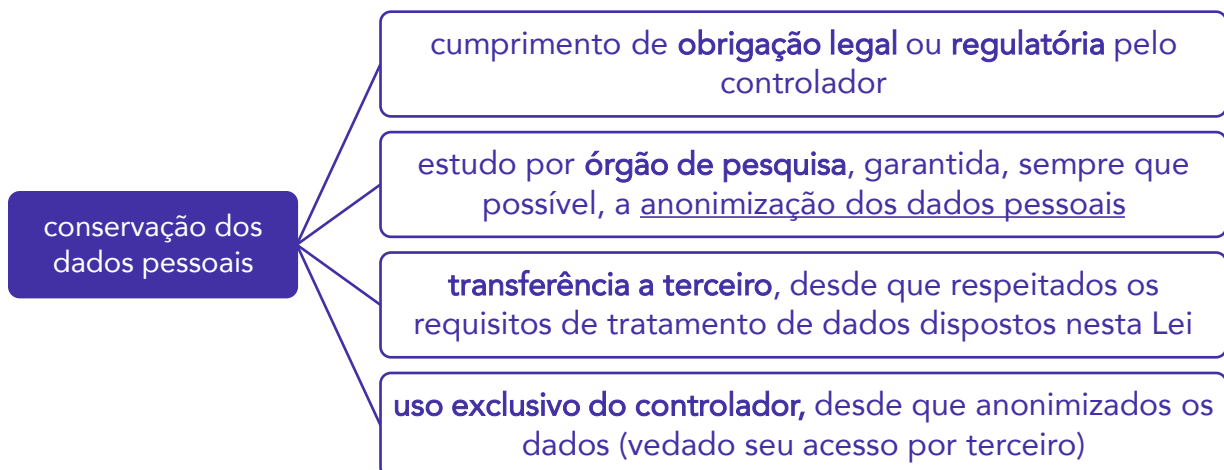 conservação dos
dados pessoais
cumprimento de obrigação legal ou regulatória pelo
controlador
estudo por órgão de pesquisa, garantida, sempre que
possível, a anonimização dos dados pessoais
transferência a terceiro, desde que respeitados os
requisitos de tratamento de dados dispostos nesta Lei
uso exclusivo do controlador, desde que anonimizados os
dados (vedado seu acesso por terceiro)